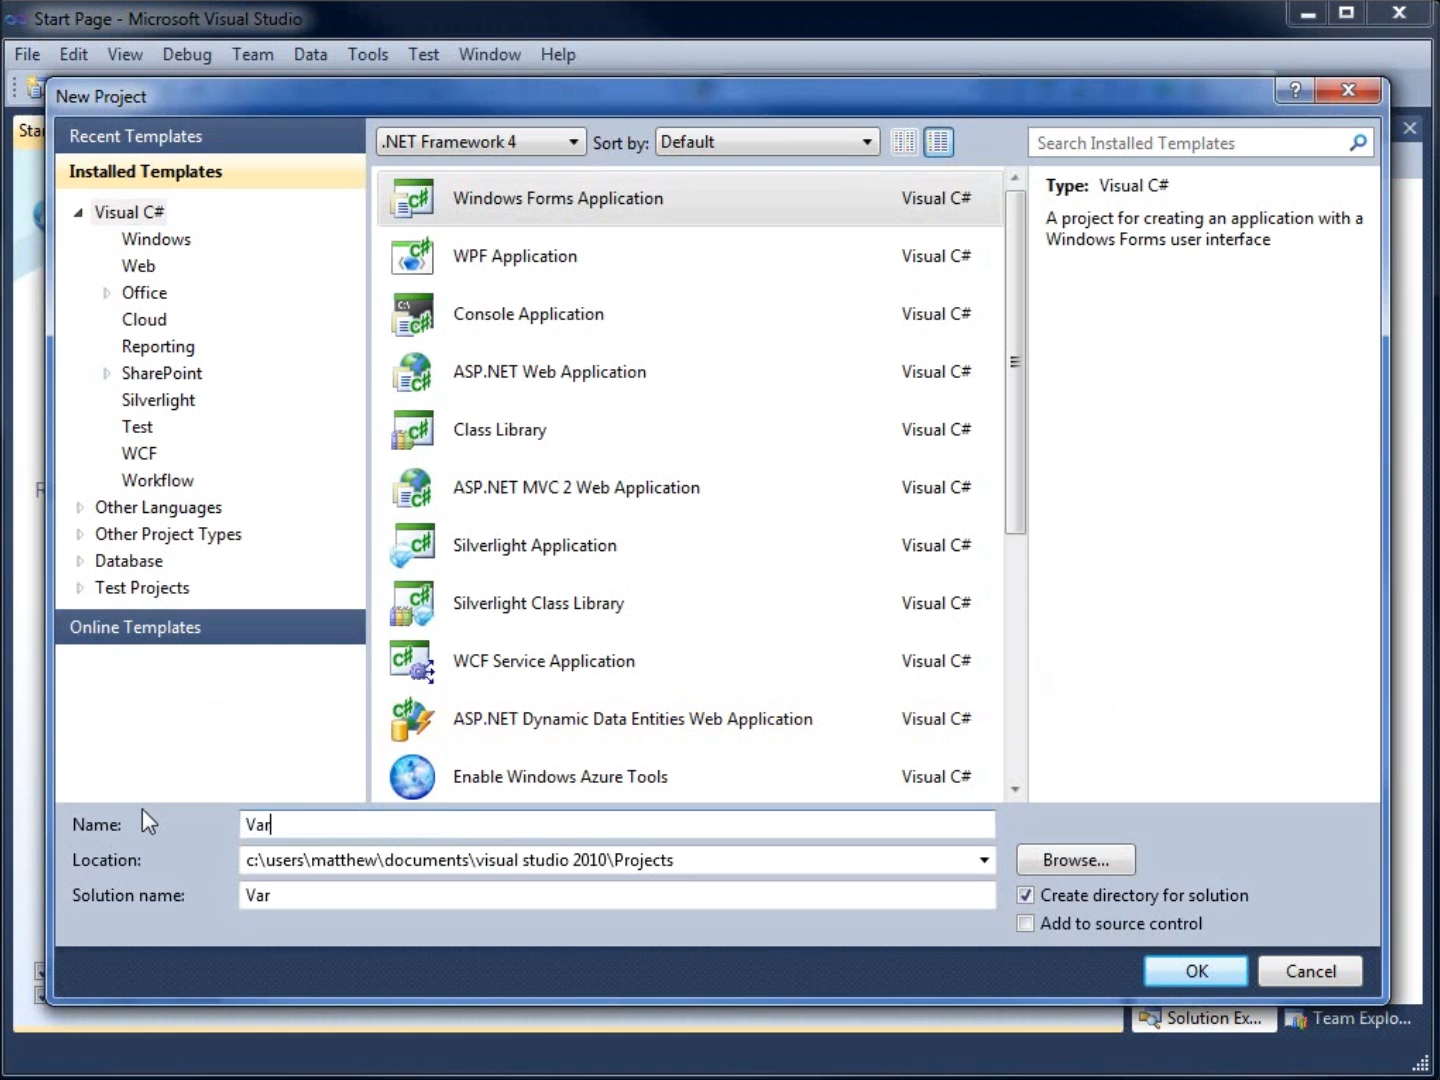 Start Page - Microsoft Visual Studio
File Edit View Debug Team Data Tools Test Window Help
New Project
Recent Templates
Installed Templates
Visual C#
Windows
Web
Office
Cloud
Reporting
SharePoint
Silverlight
Test
WCF
Workflow
Other Languages
Other Project Types
Database
Test Projects
Online Templates
.NET Framework 4 Sort by: Default
Windows Forms Application Visual C#
WPF Application Visual C#
Console Application Visual C#
ASP.NET Web Application Visual C#
Class Library Visual C#
ASP.NET MVC 2 Web Application Visual C#
Silverlight Application Visual C#
Silverlight Class Library Visual C#
WCF Service Application Visual C#
ASP.NET Dynamic Data Entities Web Application Visual C#
Enable Windows Azure Tools Visual C#
Search Installed Templates
Type: Visual C#
A project for creating an application with a
Windows Forms user interface
Name: Var
Location: c:\users\matthew\documents\visual studio 2010\Projects Browse...
Solution name: Var
Create directory for solution
Add to source control
OK Cancel
Solution Ex... Team Explo...